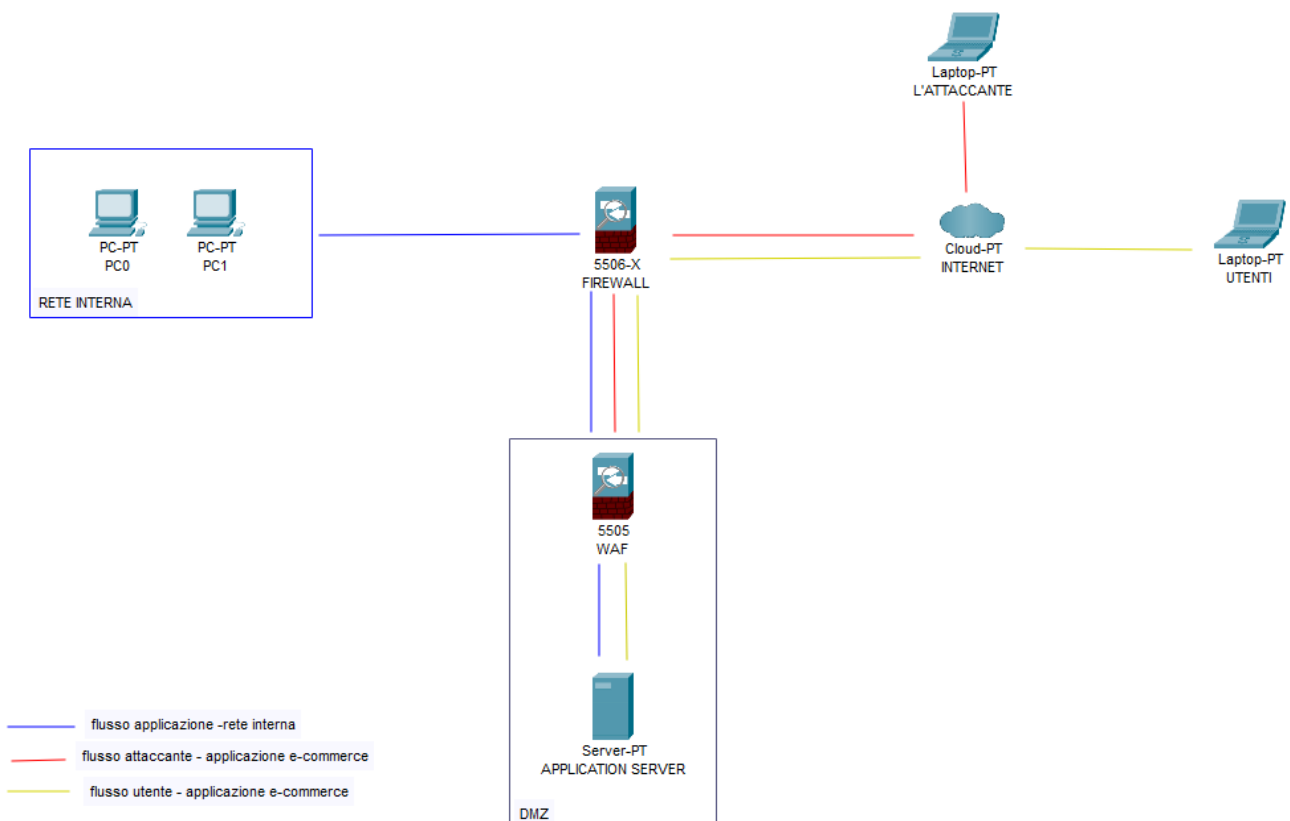 Laptop-PT
L'ATTACCANTE
PC-PT
PC0
PC-PT
PC1
RETE INTERNA
5506-X
FIREWALL
Cloud-PT
INTERNET
Laptop-PT
UTENTI
5505
WAF
Server-PT
APPLICATION SERVER
DMZ
flusso applicazione -rete interna
flusso attaccante - applicazione e-commerce
flusso utente - applicazione e-commerce